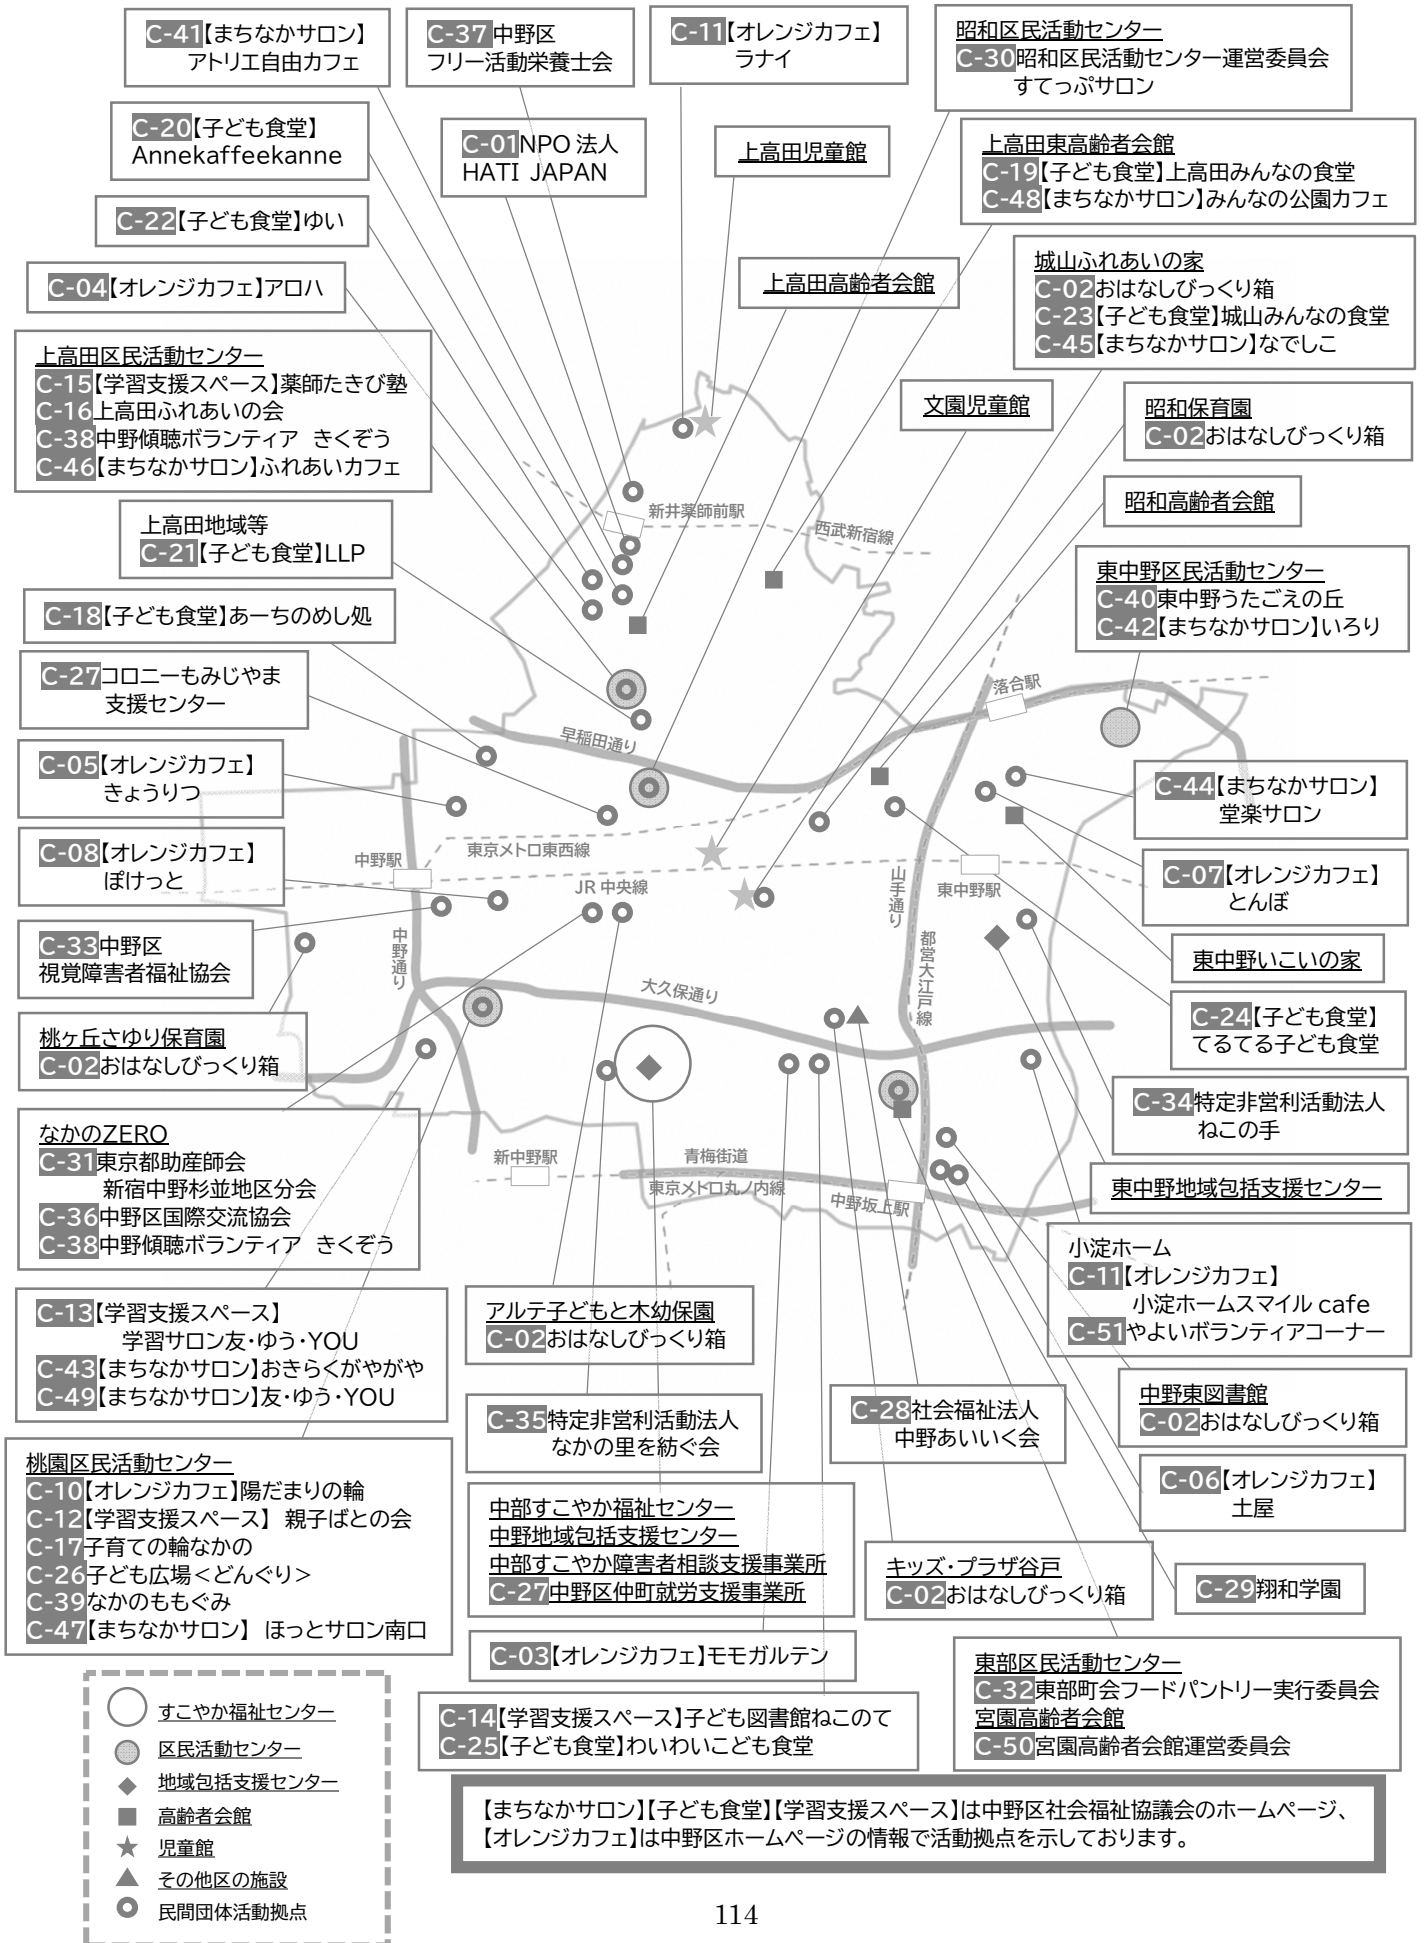 C-41【まちなかサロン】
アトリエ自由カフェ
C-37中野区
フリー活動栄養士会
C-11【オレンジカフェ】
ラナイ
昭和区民活動センター
C-30昭和区民活動センター運営委員会
すてっぷサロン
C-20【子ども食堂】
Annekaffeekanne
C-01NPO法人
HATI JAPAN
上高田児童館
上高田東高齢者会館
C-19【子ども食堂】上高田みんなの食堂
C-48【まちなかサロン】みんなの公園カフェ
C-22【子ども食堂】ゆい
C-04【オレンジカフェ】アロハ
上高田高齢者会館
城山ふれあいの家
C-02おはなしびっくり箱
C-23【子ども食堂】城山みんなの食堂
C-45【まちなかサロン】なでしこ
上高田区民活動センター
C-15【学習支援スペース】薬師たきび塾
C-16上高田ふれあいの会
C-38中野傾聴ボランティア きくぞう
C-46【まちなかサロン】ふれあいカフェ
文園児童館
昭和保育園
C-02おはなしびっくり箱
昭和高齢者会館
上高田地域等
C-21【子ども食堂】LLP
新井薬師前駅
西武新宿線
東中野区民活動センター
C-40東中野うたごえの丘
C-42【まちなかサロン】いろり
C-18【子ども食堂】あーちのめし処
C-27コロニーもみじやま
支援センター
落合駅
早稲田通り
C-05【オレンジカフェ】
きょうりつ
C-44【まちなかサロン】
堂楽サロン
C-08【オレンジカフェ】
ぽけっと
中野駅
東京メトロ東西線
JR中央線
山手通り
東中野駅
C-07【オレンジカフェ】
とんぼ
C-33中野区
視覚障害者福祉協会
中野通り
都営大江戸線
東中野いこいの家
大久保通り
C-24【子ども食堂】
てるてる子ども食堂
桃ヶ丘さゆり保育園
C-02おはなしびっくり箱
C-34特定非営利活動法人
ねこの手
なかのZERO
C-31東京都助産師会
新宿中野杉並地区分会
C-36中野区国際交流協会
C-38中野傾聴ボランティア きくぞう
新中野駅
青梅街道
東京メトロ丸ノ内線
中野坂上駅
東中野地域包括支援センター
小淀ホーム
C-11【オレンジカフェ】
小淀ホームスマイル cafe
C-51やよいボランティアコーナー
C-13【学習支援スペース】
学習サロン友・ゆう・YOU
C-43【まちなかサロン】おきらくがやがや
C-49【まちなかサロン】友・ゆう・YOU
アルテ子どもと木幼保園
C-02おはなしびっくり箱
中野東図書館
C-02おはなしびっくり箱
C-35特定非営利活動法人
なかの里を紡ぐ会
C-28社会福祉法人
中野あいいく会
桃園区民活動センター
C-10【オレンジカフェ】陽だまりの輪
C-12【学習支援スペース】 親子ばとの会
C-17子育ての輪なかの
C-26子ども広場<どんぐり>
C-39なかのももぐみ
C-47【まちなかサロン】 ほっとサロン南口
C-06【オレンジカフェ】
土屋
中部すこやか福祉センター
中野地域包括支援センター
中部すこやか障害者相談支援事業所
C-27中野区仲町就労支援事業所
キッズ・プラザ谷戸
C-02おはなしびっくり箱
C-29翔和学園
C-03【オレンジカフェ】モモガルテン
東部区民活動センター
C-32東部町会フードパントリー実行委員会
宮園高齢者会館
C-50宮園高齢者会館運営委員会
C-14【学習支援スペース】子ども図書館ねこのて
C-25【子ども食堂】わいわいこども食堂
すこやか福祉センター
区民活動センター
地域包括支援センター
高齢者会館
児童館
その他区の施設
民間団体活動拠点
【まちなかサロン】【子ども食堂】【学習支援スペース】は中野区社会福祉協議会のホームページ、
【オレンジカフェ】は中野区ホームページの情報で活動拠点を示しております。
114